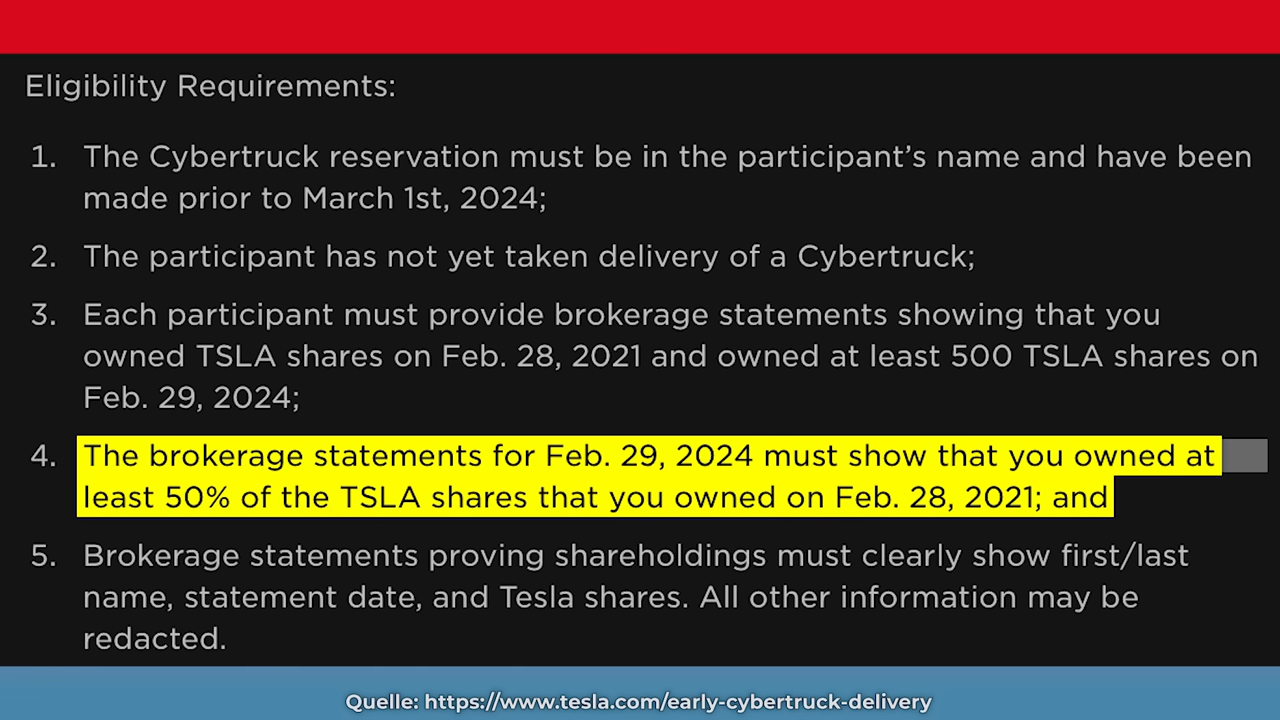 Eligibility Requirements:
1. The Cybertruck reservation must be in the participant’s name and have been
made prior to March 1st, 2024;
2. The participant has not yet taken delivery of a Cybertruck;
3. Each participant must provide brokerage statements showing that you
owned TSLA shares on Feb. 28, 2021 and owned at least 500 TSLA shares on
Feb. 29, 2024;
4. The brokerage statements for Feb. 29, 2024 must show that you owned at
least 50% of the TSLA shares that you owned on Feb. 28, 2021; and
5. Brokerage statements proving shareholdings must clearly show first/last
name, statement date, and Tesla shares. All other information may be
redacted.
Quelle: https://www.tesla.com/early-cybertruck-delivery